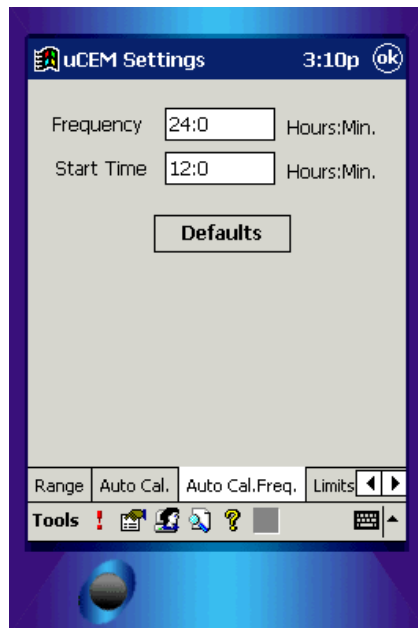 uCEM Settings 3:10p ok
Frequency 24:0 Hours:Min.
Start Time 12:0 Hours:Min.
Defaults
Range Auto Cal. Auto Cal.Freq. Limits
Tools ! ?